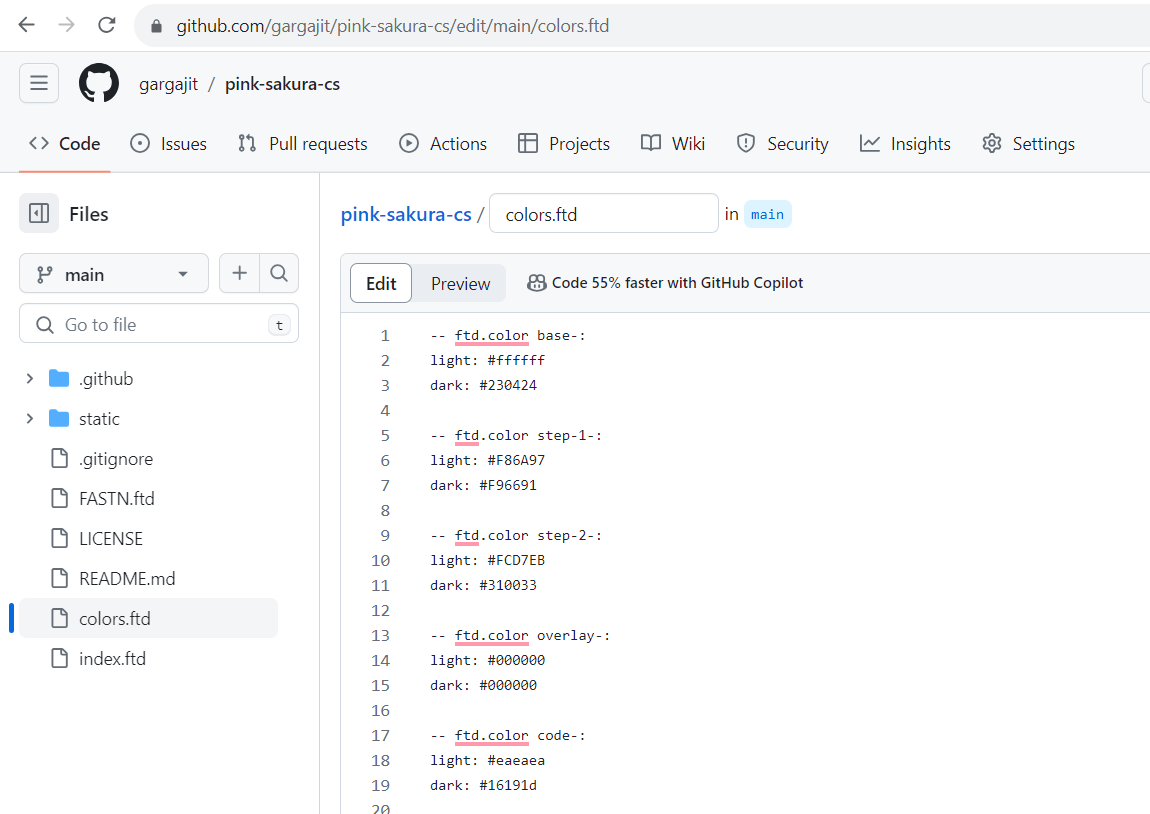 github.com/gargajit/pink-sakura-cs/edit/main/colors.ftd
gargajit / pink-sakura-cs
Code Issues Pull requests Actions Projects Wiki Security Insights Settings
Files
main
Go to file t
.github
static
.gitignore
FASTN.ftd
LICENSE
README.md
colors.ftd
index.ftd
pink-sakura-cs / colors.ftd in main
Edit Preview Code 55% faster with GitHub Copilot
1 -- ftd.color base-:
2 light: #ffffff
3 dark: #230424
4
5 -- ftd.color step-1-:
6 light: #F86A97
7 dark: #F96691
8
9 -- ftd.color step-2-:
10 light: #FCD7EB
11 dark: #310033
12
13 -- ftd.color overlay-:
14 light: #000000
15 dark: #000000
16
17 -- ftd.color code-:
18 light: #eaeaea
19 dark: #16191d
20